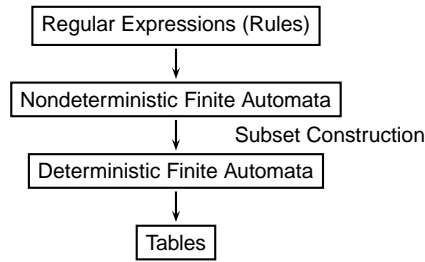 Regular Expressions (Rules)
Nondeterministic Finite Automata
Subset Construction
Deterministic Finite Automata
Tables